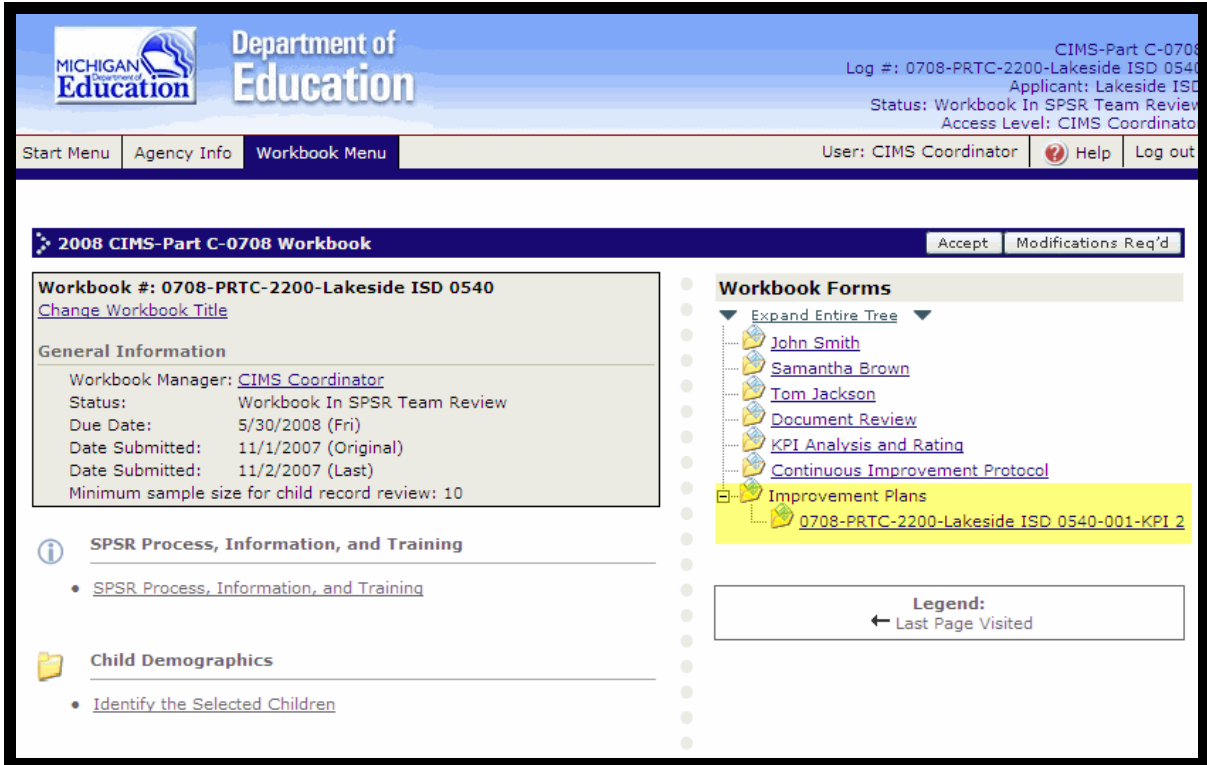 MICHIGAN
Department of
Education
Department of
Education
CIMS-Part C-0708
Log #: 0708-PRTC-2200-Lakeside ISD 0540
Applicant: Lakeside ISD
Status: Workbook In SPSR Team Review
Access Level: CIMS Coordinator
Start Menu Agency Info Workbook Menu User: CIMS Coordinator Help Log out
2008 CIMS-Part C-0708 Workbook Accept Modifications Req'd
Workbook #: 0708-PRTC-2200-Lakeside ISD 0540
Change Workbook Title
General Information
Workbook Manager: CIMS Coordinator
Status: Workbook In SPSR Team Review
Due Date: 5/30/2008 (Fri)
Date Submitted: 11/1/2007 (Original)
Date Submitted: 11/2/2007 (Last)
Minimum sample size for child record review: 10
SPSR Process, Information, and Training
• SPSR Process, Information, and Training
Child Demographics
• Identify the Selected Children
Workbook Forms
Expand Entire Tree
John Smith
Samantha Brown
Tom Jackson
Document Review
KPI Analysis and Rating
Continuous Improvement Protocol
Improvement Plans
0708-PRTC-2200-Lakeside ISD 0540-001-KPI 2
Legend:
Last Page Visited